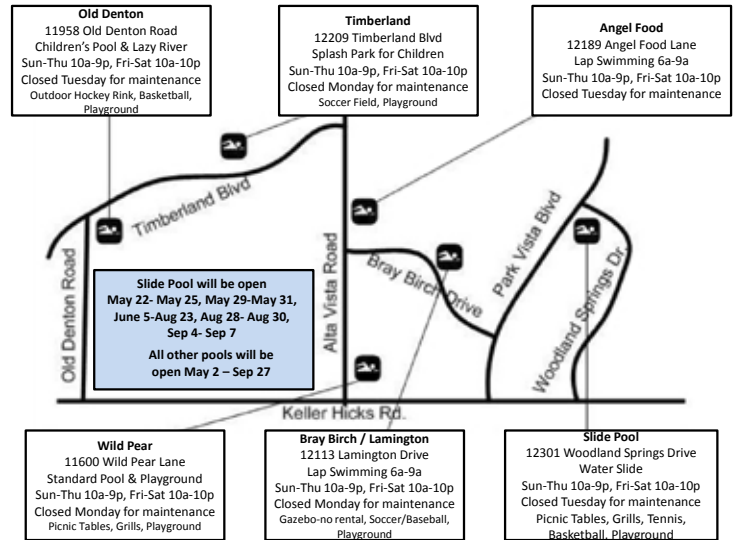 Old Denton
11958 Old Denton Road
Children's Pool & Lazy River
Sun-Thu 10a-9p, Fri-Sat 10a-10p
Closed Tuesday for maintenance
Outdoor Hockey Rink, Basketball,
Playground
Timberland
12209 Timberland Blvd
Splash Park for Children
Sun-Thu 10a-9p, Fri-Sat 10a-10p
Closed Monday for maintenance
Soccer Field, Playground
Angel Food
12189 Angel Food Lane
Lap Swimming 6a-9a
Sun-Thu 10a-9p, Fri-Sat 10a-10p
Closed Tuesday for maintenance
Timberland Blvd
Old Denton Road
Alta Vista Road
Bray Birch Drive
Park Vista Blvd
Woodland Springs Dr.
Slide Pool will be open
May 22- May 25, May 29-May 31,
June 5-Aug 23, Aug 28- Aug 30,
Sep 4- Sep 7
All other pools will be
open May 2 – Sep 27
Keller Hicks Rd.
Wild Pear
11600 Wild Pear Lane
Standard Pool & Playground
Sun-Thu 10a-9p, Fri-Sat 10a-10p
Closed Monday for maintenance
Picnic Tables, Grills, Playground
Bray Birch / Lamington
12113 Lamington Drive
Lap Swimming 6a-9a
Sun-Thu 10a-9p, Fri-Sat 10a-10p
Closed Monday for maintenance
Gazebo-no rental, Soccer/Baseball,
Playground
Slide Pool
12301 Woodland Springs Drive
Water Slide
Sun-Thu 10a-9p, Fri-Sat 10a-10p
Closed Tuesday for maintenance
Picnic Tables, Grills, Tennis,
Basketball, Playground